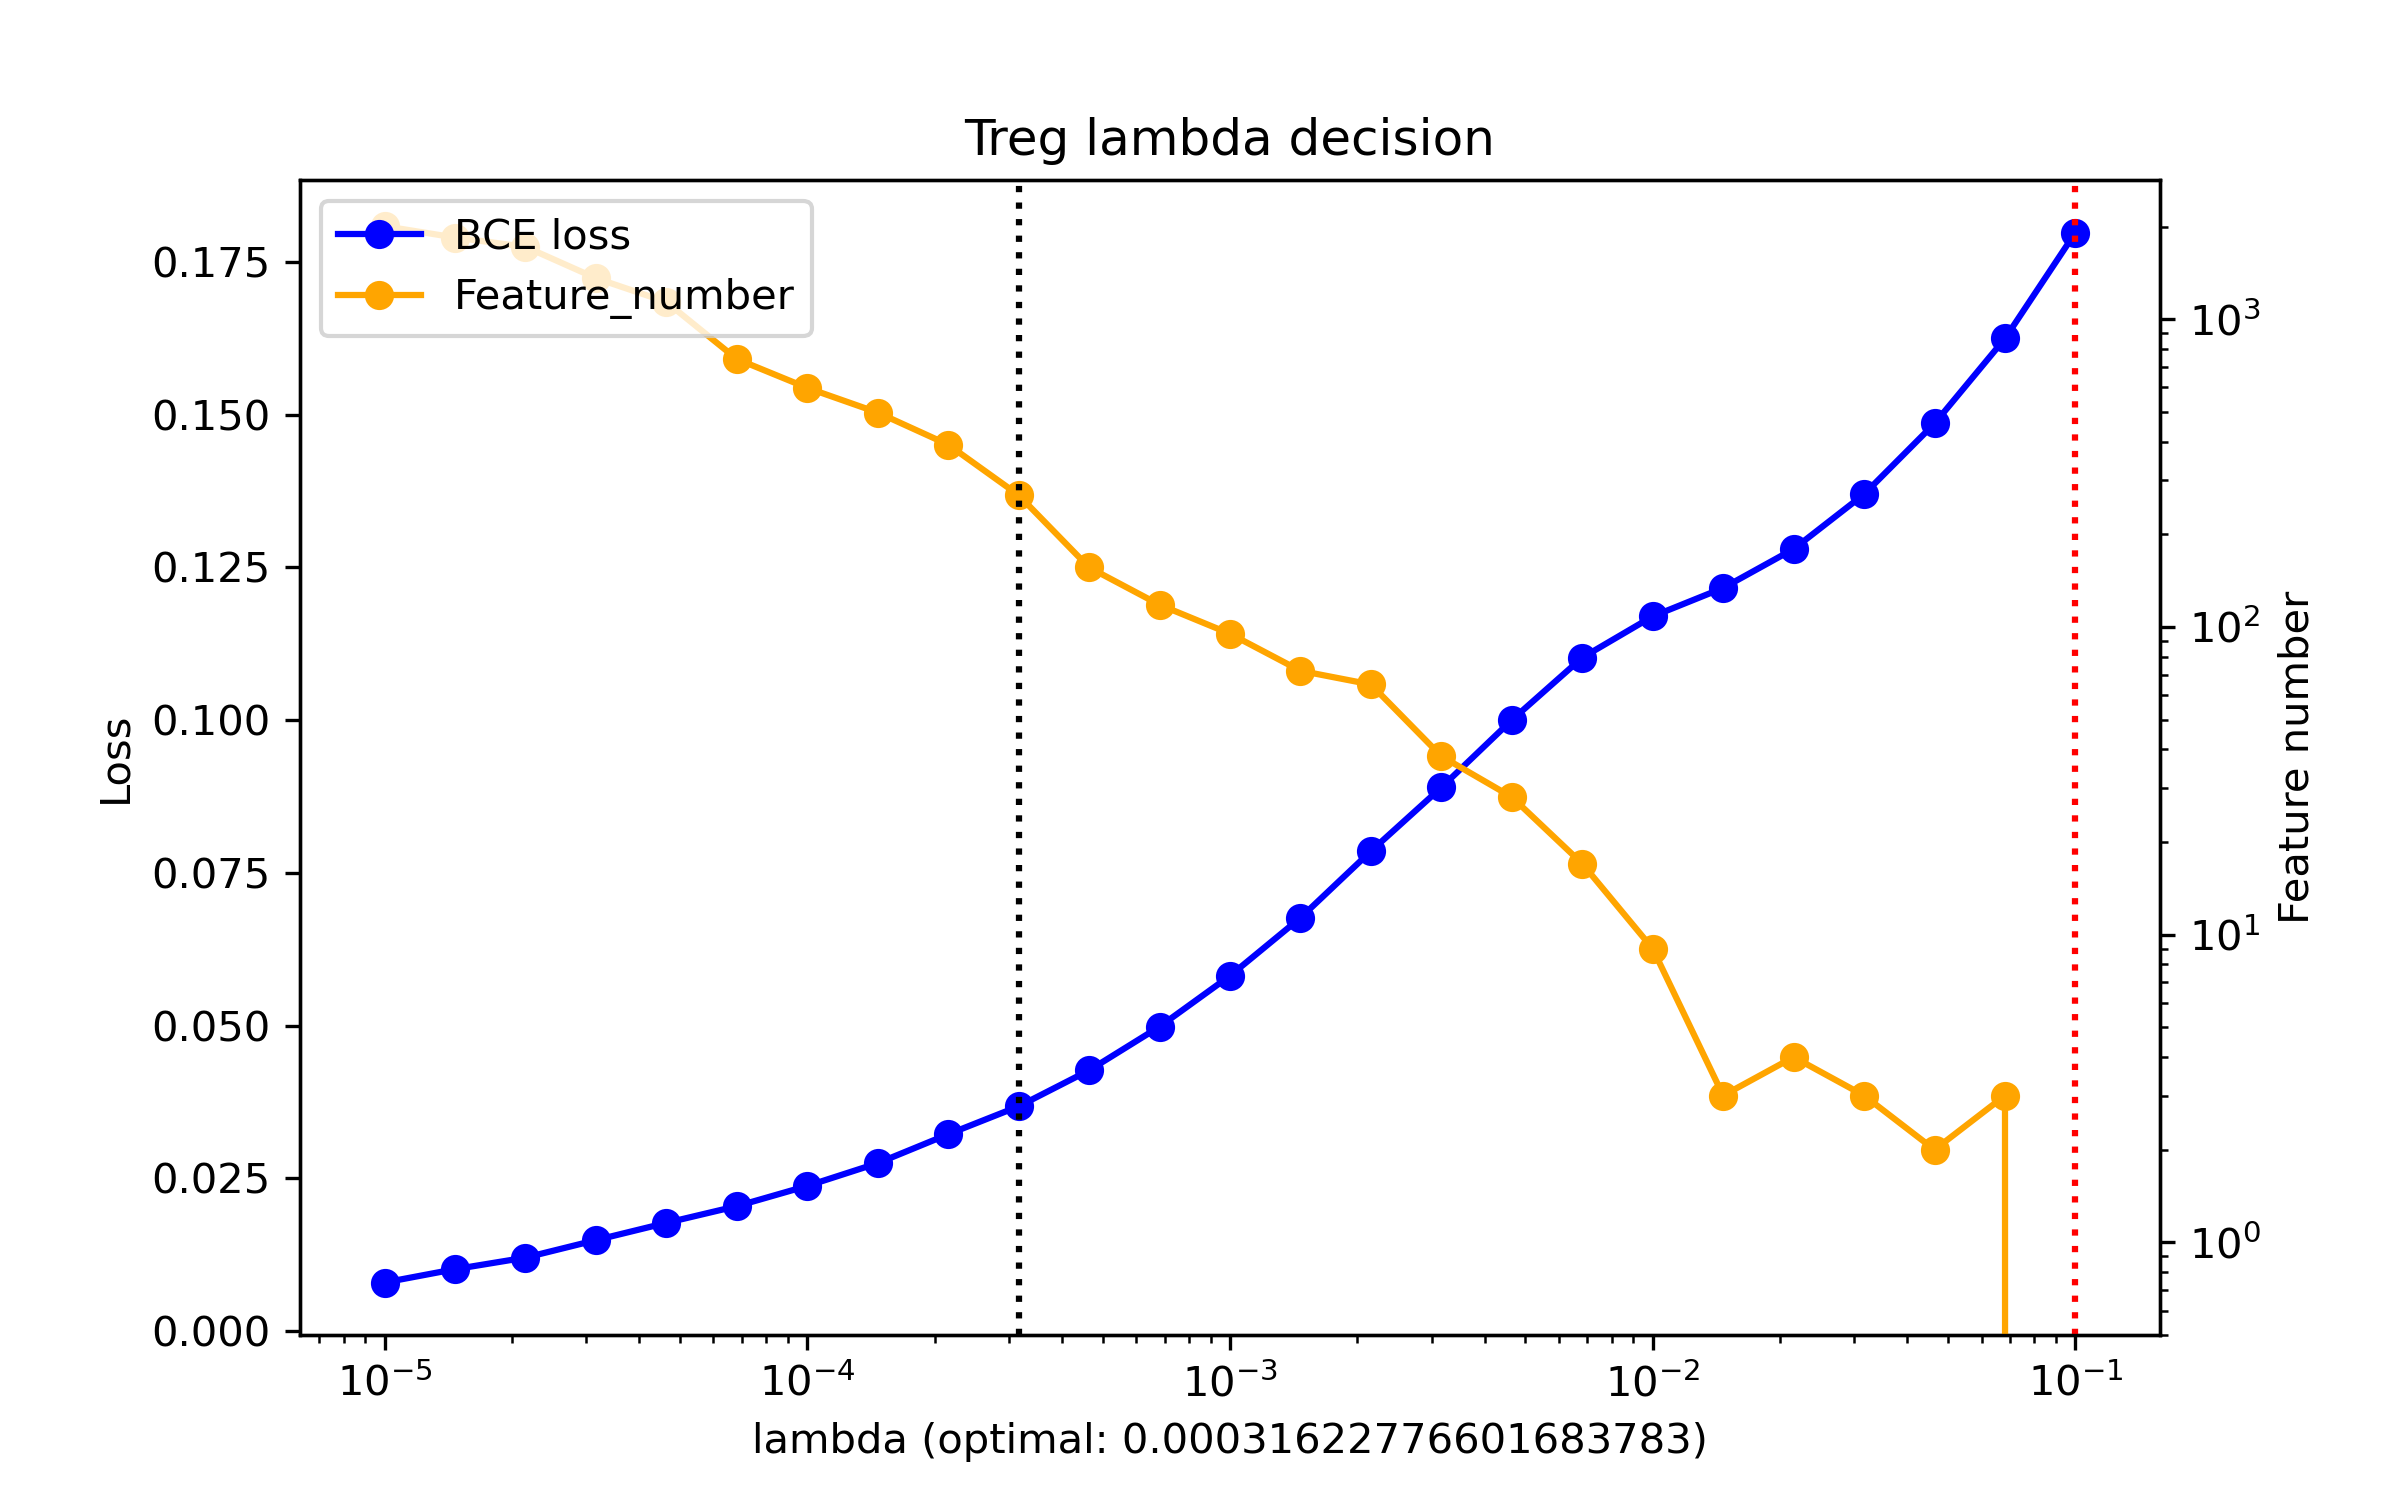 Treg lambda decision
BCE loss
Feature_number
0.175
0.150
0.125
0.100
0.075
0.050
0.025
0.000
Loss
10³
10²
10¹
10⁰
Feature number
10⁻⁵ 10⁻⁴ 10⁻³ 10⁻² 10⁻¹
lambda (optimal: 0.00031622776601683783)